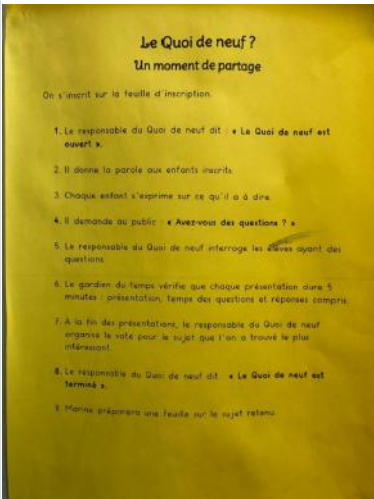 Le Quoi de neuf ?
Un moment de partage
On s'inscrit sur la feuille d'inscription.
1. Le responsable du Quoi de neuf dit : « Le Quoi de neuf est
ouvert ».
2. Il donne la parole aux enfants inscrits.
3. Chaque enfant s'exprime sur ce qu'il a à dire.
4. Il demande au public : « Avez-vous des questions ? »
5. Le responsable du Quoi de neuf interroge les élèves ayant des
questions.
6. Le gardien du temps vérifie que chaque présentation dure 5
minutes : présentation, temps des questions et réponses compris.
7. A la fin des présentations, le responsable du Quoi de neuf
organise le vote pour le sujet que l'on a trouvé le plus
intéressant.
8. Le responsable du Quoi de neuf dit : « Le Quoi de neuf est
terminé ».
9. Marine préparera une feuille sur le sujet retenu.